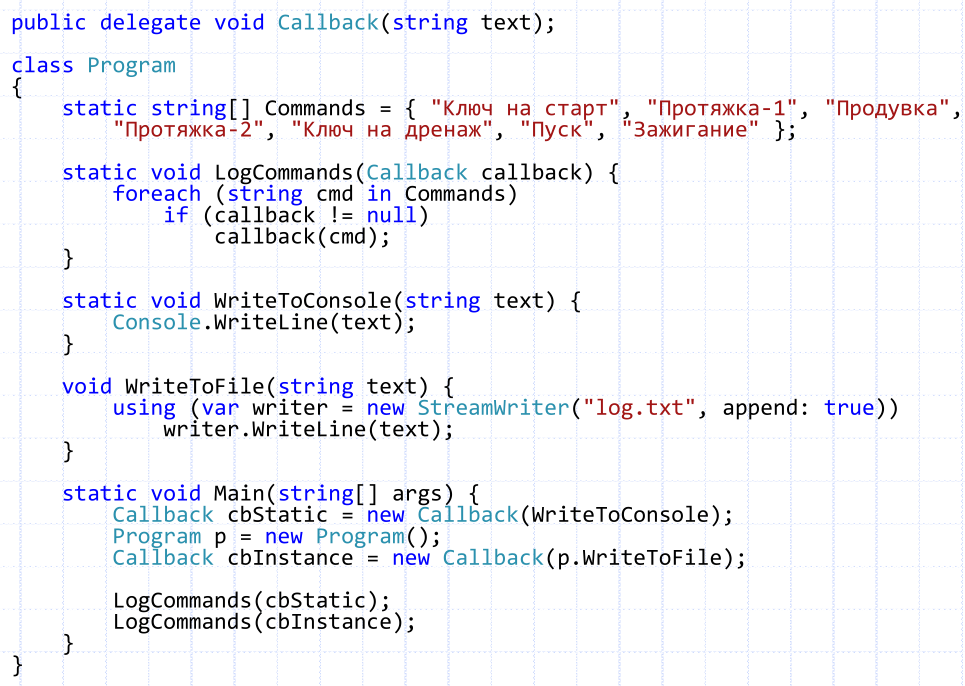 public delegate void Callback(string text);
class Program
{
    static string[] Commands = { "Ключ на старт", "Протяжка-1", "Продувка",
        "Протяжка-2", "Ключ на дренаж", "Пуск", "Зажигание" };
    static void LogCommands(Callback callback) {
        foreach (string cmd in Commands)
            if (callback != null)
                callback(cmd);
    }
    static void WriteToConsole(string text) {
        Console.WriteLine(text);
    }
    void WriteToFile(string text) {
        using (var writer = new StreamWriter("log.txt", append: true))
            writer.WriteLine(text);
    }
    static void Main(string[] args) {
        Callback cbStatic = new Callback(WriteToConsole);
        Program p = new Program();
        Callback cbInstance = new Callback(p.WriteToFile);
        LogCommands(cbStatic);
        LogCommands(cbInstance);
    }
}